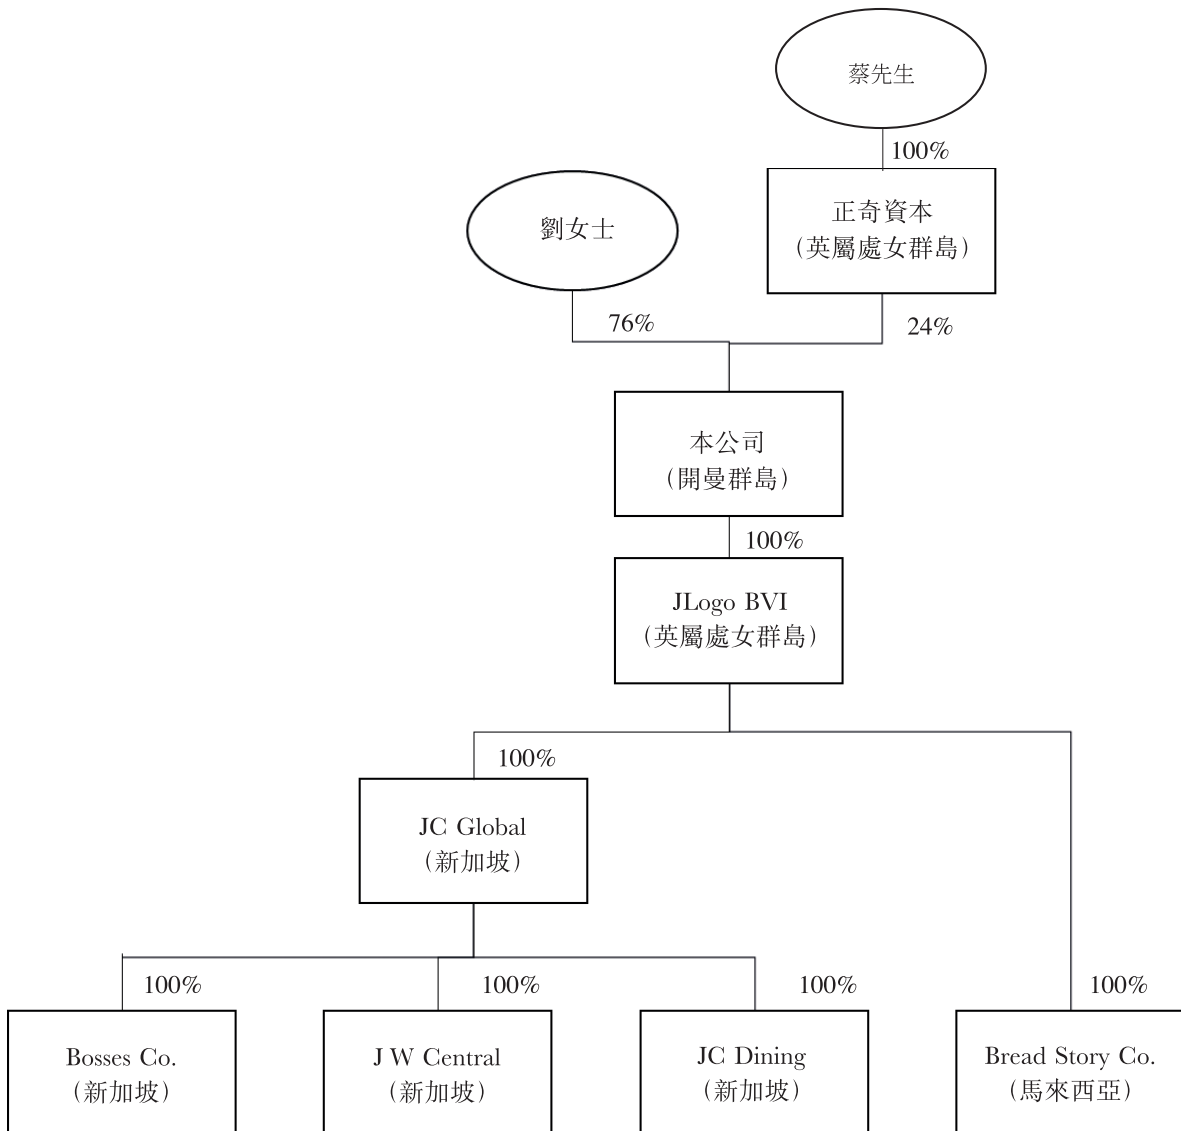 蔡先生
100%
正奇資本
（英屬處女群島）
劉女士
76%
24%
本公司
（開曼群島）
100%
JLogo BVI
（英屬處女群島）
100%
JC Global
（新加坡）
100%
100%
100%
100%
Bosses Co.
（新加坡）
J W Central
（新加坡）
JC Dining
（新加坡）
Bread Story Co.
（馬來西亞）